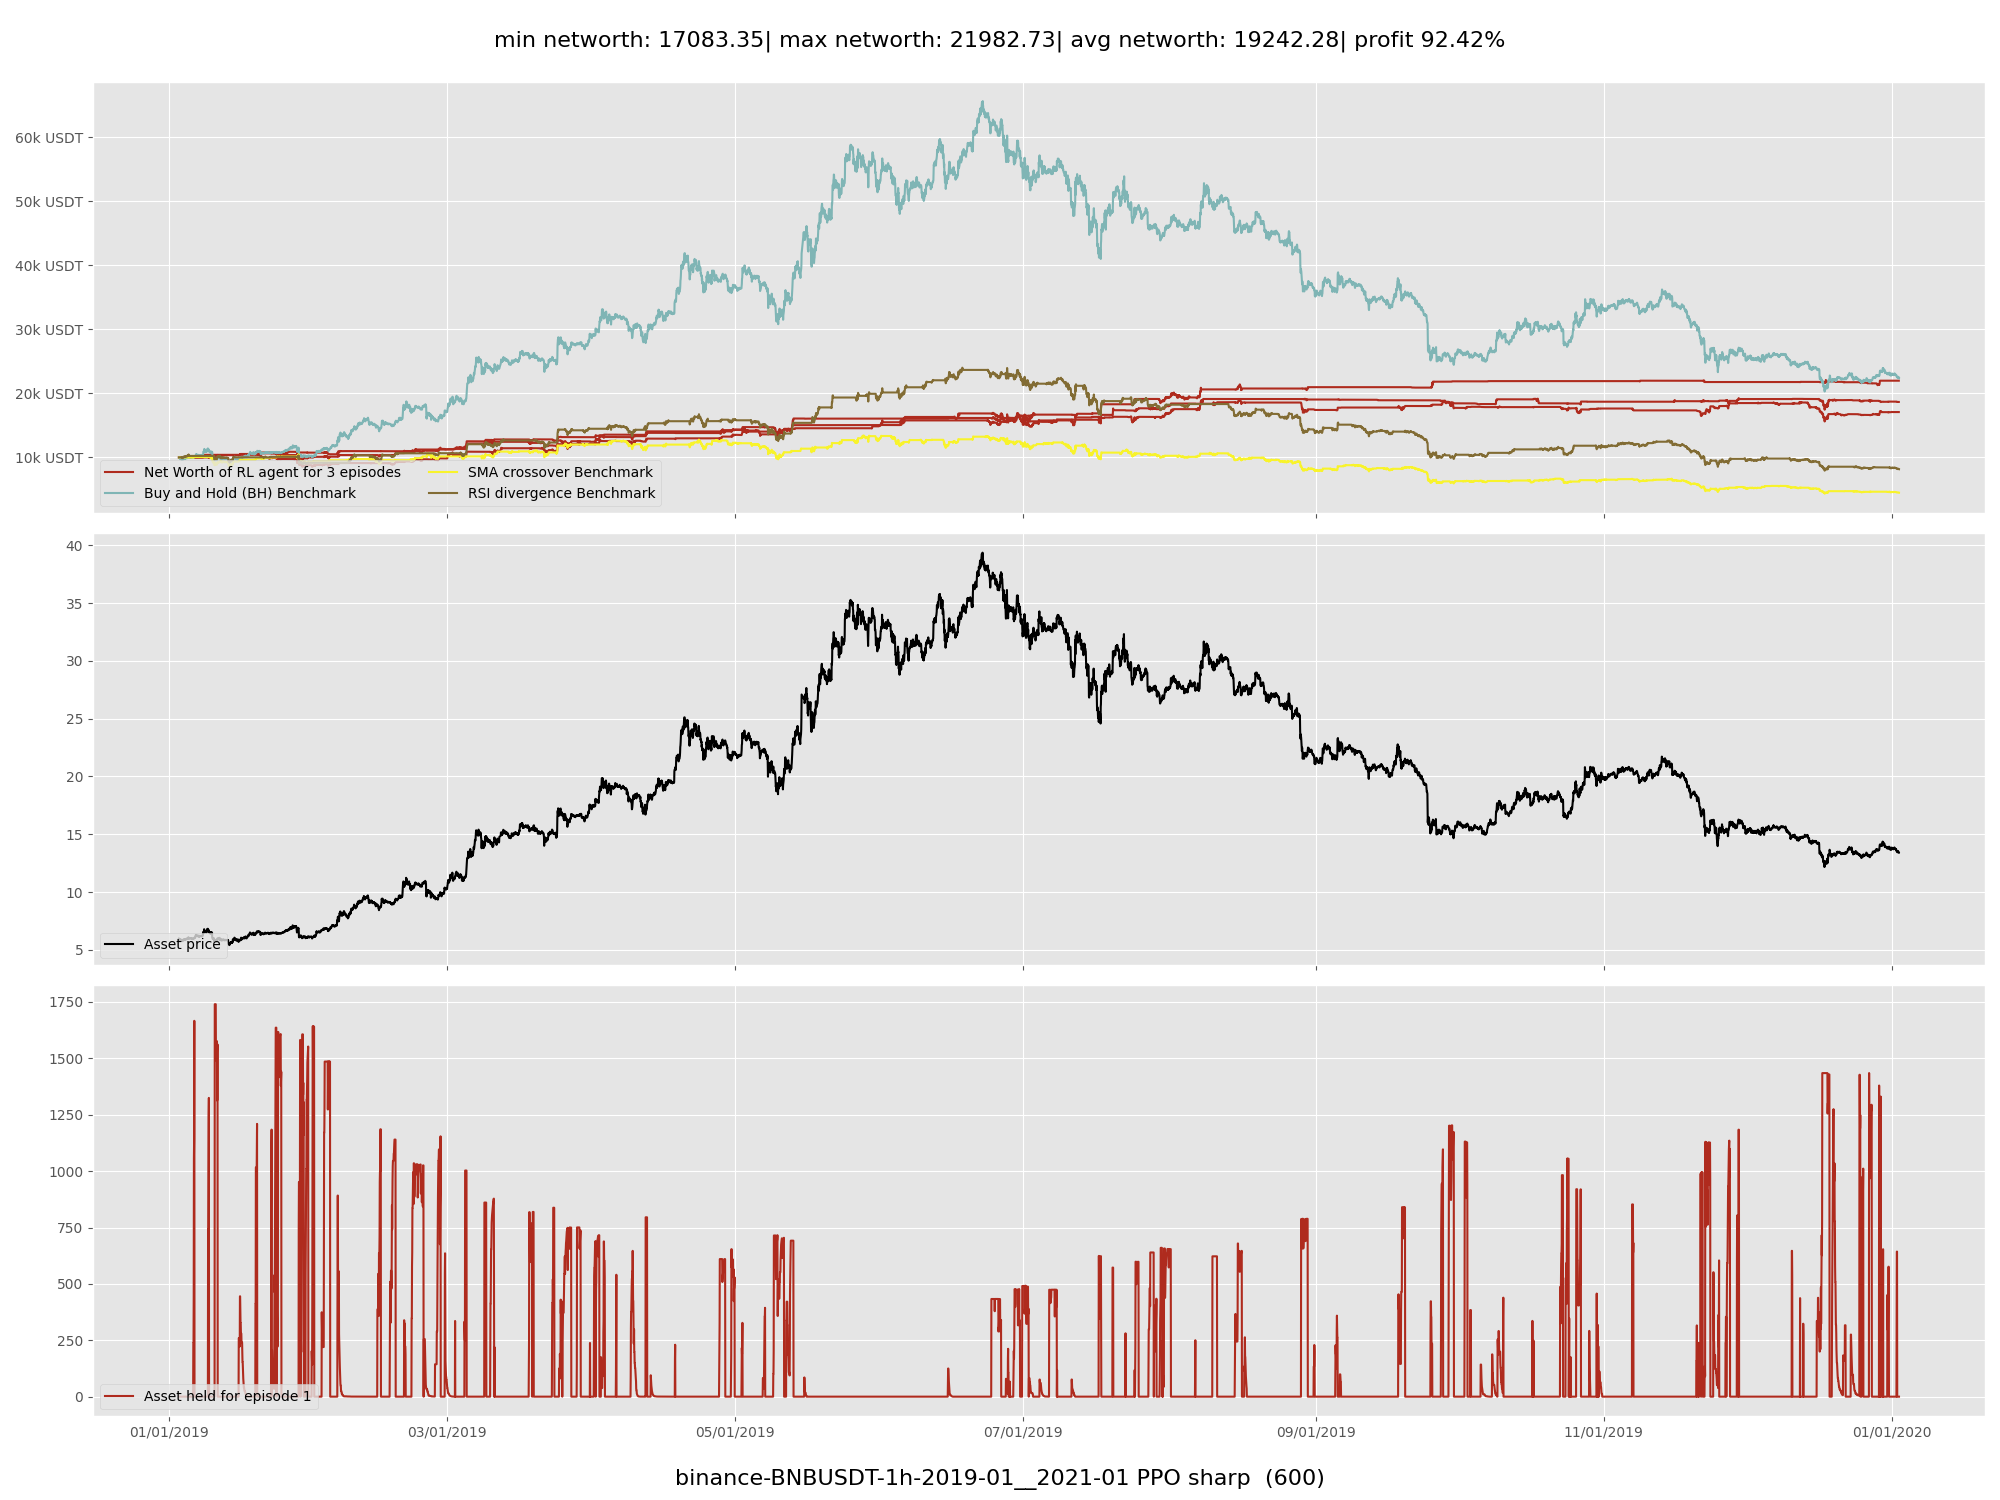 min networth: 17083.35| max networth: 21982.73| avg networth: 19242.28| profit 92.42%
60k USDT
50k USDT
40k USDT
30k USDT
20k USDT
10k USDT
Net Worth of RL agent for 3 episodes
Buy and Hold (BH) Benchmark
SMA crossover Benchmark
RSI divergence Benchmark
40
35
30
25
20
15
10
5
Asset price
1750
1500
1250
1000
750
500
250
0
Asset held for episode 1
01/01/2019 03/01/2019 05/01/2019 07/01/2019 09/01/2019 11/01/2019 01/01/2020
binance-BNBUSDT-1h-2019-01__2021-01 PPO sharp (600)